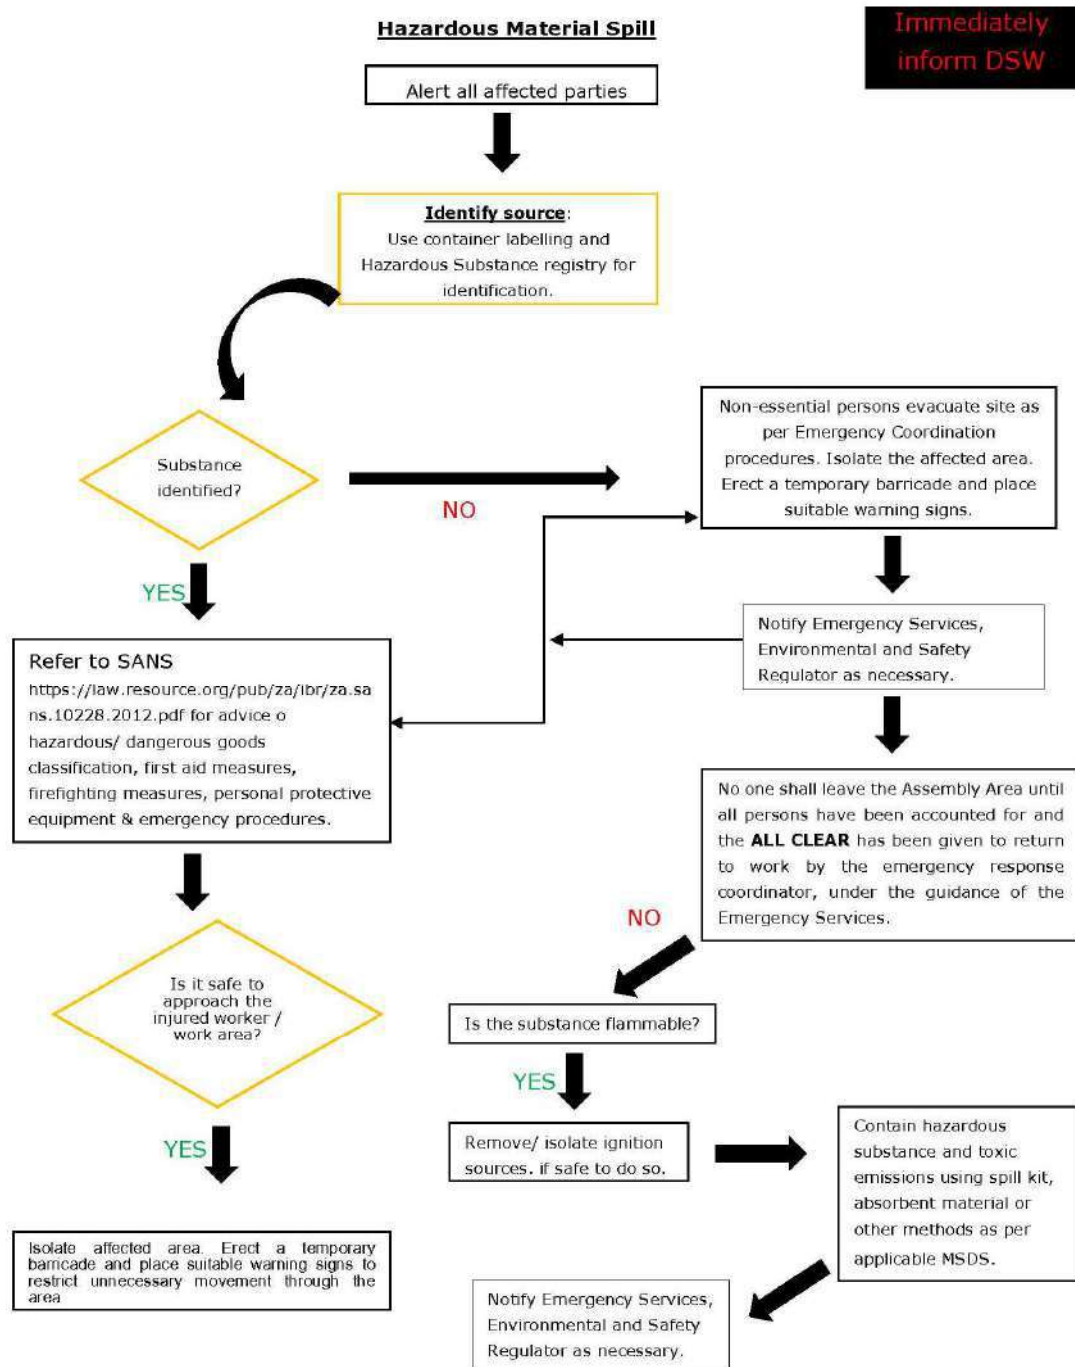 Hazardous Material Spill
Immediately
inform DSW
Alert all affected parties
Identify source:
Use container labelling and
Hazardous Substance registry for
identification.
Substance
identified?
NO
Non-essential persons evacuate site as
per Emergency Coordination
procedures. Isolate the affected area.
Erect a temporary barricade and place
suitable warning signs.
YES
Notify Emergency Services,
Environmental and Safety
Regulator as necessary.
Refer to SANS
https://law.resource.org/pub/za/ibr/za.sa
ns.10228.2012.pdf for advice o
hazardous/ dangerous goods
classification, first aid measures,
firefighting measures, personal protective
equipment & emergency procedures.
No one shall leave the Assembly Area until
all persons have been accounted for and
the ALL CLEAR has been given to return
to work by the emergency response
coordinator, under the guidance of the
Emergency Services.
NO
Is it safe to
approach the
injured worker /
work area?
Is the substance flammable?
YES
YES
Remove/ isolate ignition
sources. if safe to do so.
Contain hazardous
substance and toxic
emissions using spill kit,
absorbent material or
other methods as per
applicable MSDS.
Isolate affected area. Erect a temporary
barricade and place suitable warning signs to
restrict unnecessary movement through the
area
Notify Emergency Services,
Environmental and Safety
Regulator as necessary.